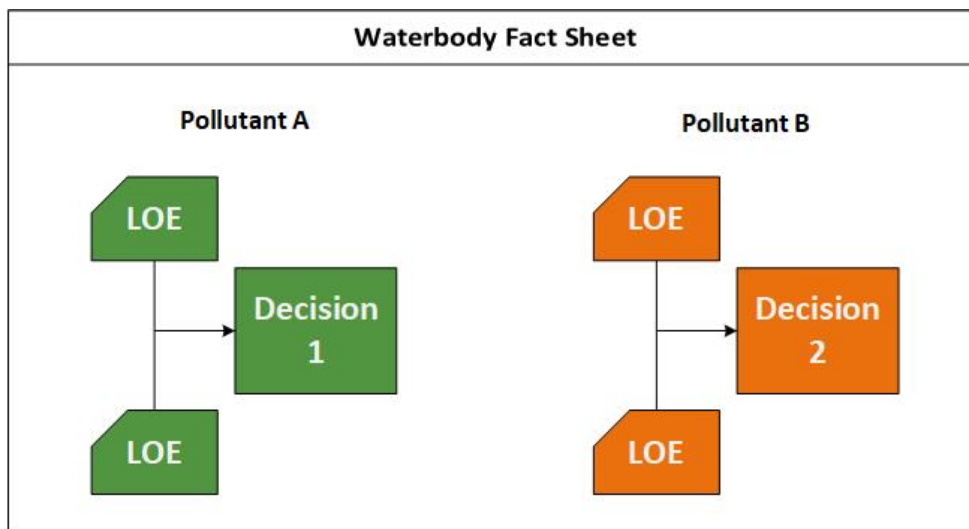 Waterbody Fact Sheet
Pollutant A
LOE
Decision
1
LOE
Pollutant B
LOE
Decision
2
LOE